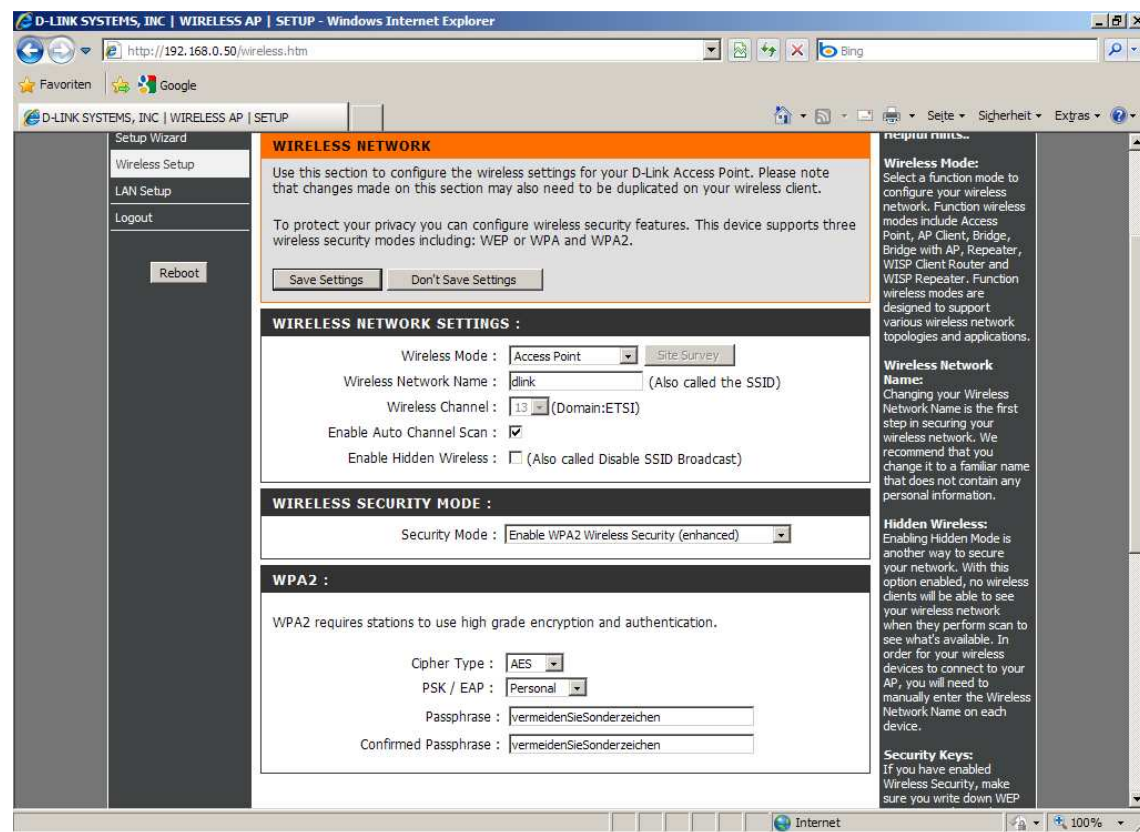 D-LINK SYSTEMS, INC | WIRELESS AP | SETUP - Windows Internet Explorer
http://192.168.0.50/wireless.htm
Bing
Favoriten
Google
D-LINK SYSTEMS, INC | WIRELESS AP | SETUP
Seite
Sicherheit
Extras
Setup Wizard
Wireless Setup
LAN Setup
Logout
Reboot
WIRELESS NETWORK
Use this section to configure the wireless settings for your D-Link Access Point. Please note
that changes made on this section may also need to be duplicated on your wireless client.
To protect your privacy you can configure wireless security features. This device supports three
wireless security modes including: WEP or WPA and WPA2.
Save Settings
Don't Save Settings
WIRELESS NETWORK SETTINGS :
Wireless Mode : Access Point Site Survey
Wireless Network Name : dlink (Also called the SSID)
Wireless Channel : 13 (Domain:ETSI)
Enable Auto Channel Scan :
Enable Hidden Wireless : (Also called Disable SSID Broadcast)
WIRELESS SECURITY MODE :
Security Mode : Enable WPA2 Wireless Security (enhanced)
WPA2 :
WPA2 requires stations to use high grade encryption and authentication.
Cipher Type : AES
PSK / EAP : Personal
Passphrase : vermeidenSieSonderzeichen
Confirmed Passphrase : vermeidenSieSonderzeichen
Helpful Hints..
Wireless Mode:
Select a function mode to
configure your wireless
network. Function wireless
modes include Access
Point, AP Client, Bridge,
Bridge with AP, Repeater,
WISP Client Router and
WISP Repeater. Function
wireless modes are
designed to support
various wireless network
topologies and applications.
Wireless Network
Name:
Changing your Wireless
Network Name is the first
step in securing your
wireless network. We
recommend that you
change it to a familiar name
that does not contain any
personal information.
Hidden Wireless:
Enabling Hidden Mode is
another way to secure
your network. With this
option enabled, no wireless
clients will be able to see
your wireless network
when they perform scan to
see what's available. In
order for your wireless
devices to connect to your
AP, you will need to
manually enter the Wireless
Network Name on each
device.
Security Keys:
If you have enabled
Wireless Security, make
sure you write down WEP
Internet
100%